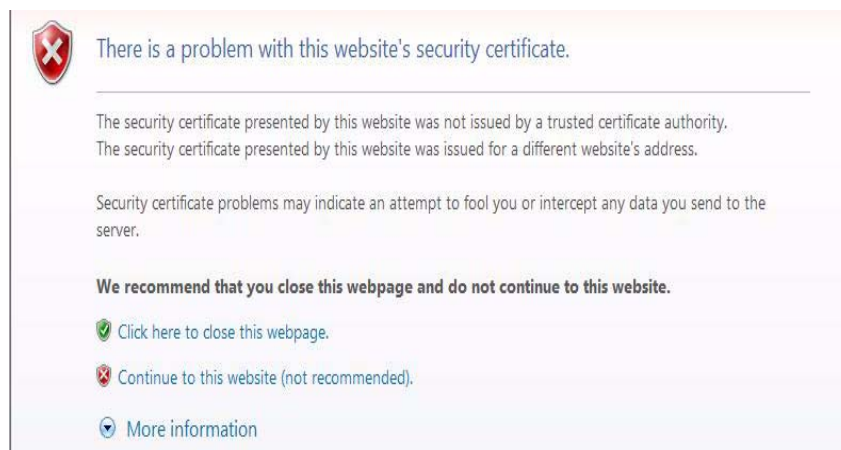 There is a problem with this website's security certificate.
The security certificate presented by this website was not issued by a trusted certificate authority.
The security certificate presented by this website was issued for a different website's address.
Security certificate problems may indicate an attempt to fool you or intercept any data you send to the
server.
We recommend that you close this webpage and do not continue to this website.
Click here to close this webpage.
Continue to this website (not recommended).
More information